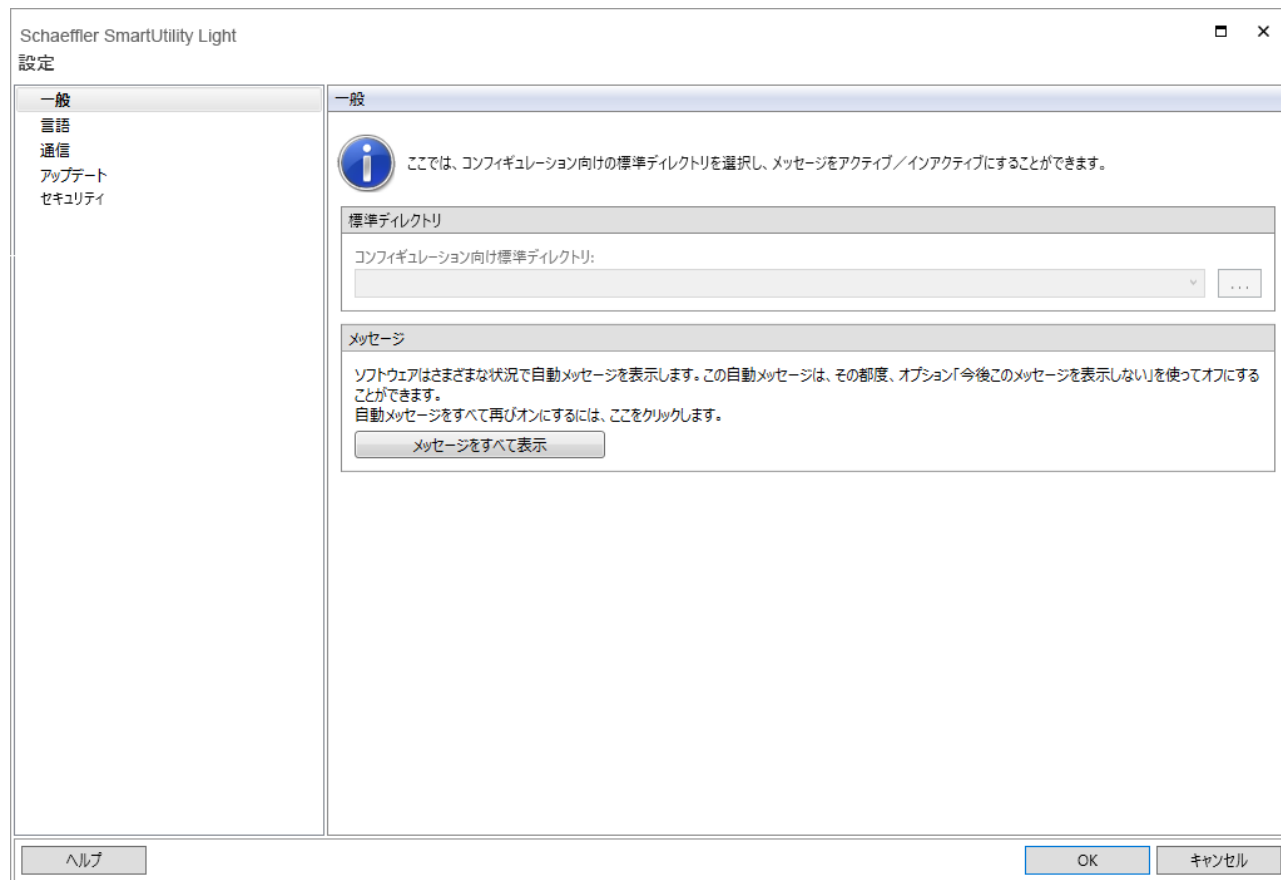 Schaeffler SmartUtility Light
設定
一般
言語
通信
アップデート
セキュリティ
一般
ここでは、コンフィギュレーション向けの標準ディレクトリを選択し、メッセージをアクティブ／インアクティブにすることができます。
標準ディレクトリ
コンフィギュレーション向け標準ディレクトリ:
...
メッセージ
ソフトウェアはさまざまな状況で自動メッセージを表示します。この自動メッセージは、その都度、オプション「今後このメッセージを表示しない」を使ってオフにする
ことができます。
自動メッセージをすべて再びオンにするには、ここをクリックします。
メッセージをすべて表示
ヘルプ
OK
キャンセル